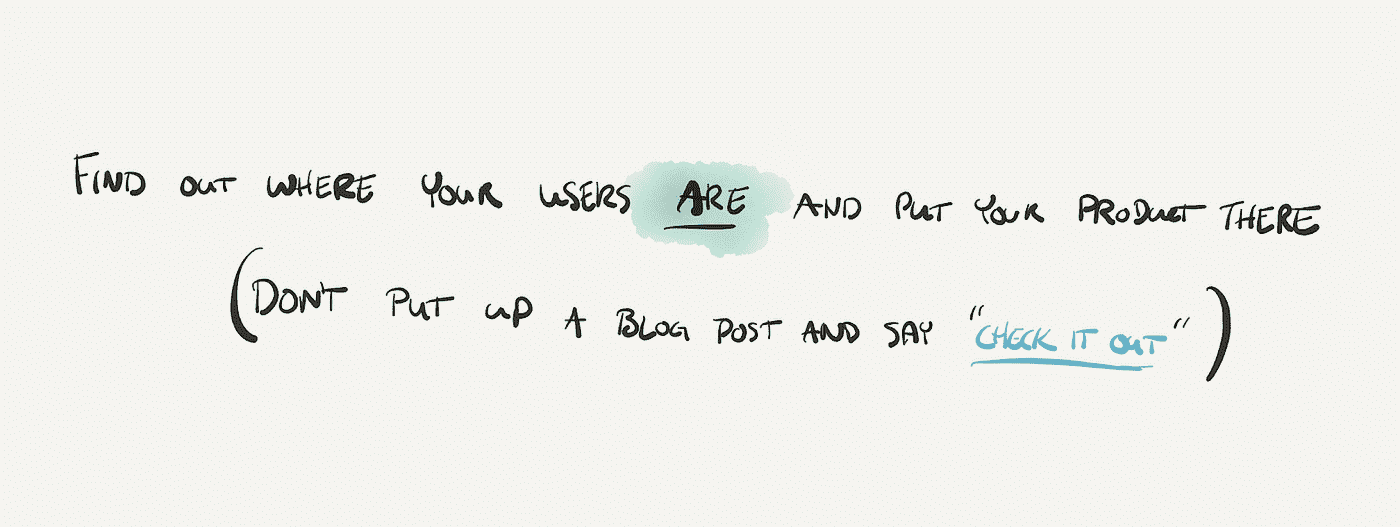 FIND OUT WHERE YOUR USERS ARE AND PUT YOUR PRODUCT THERE
(DON'T PUT UP A BLOG POST AND SAY "CHECK IT OUT")